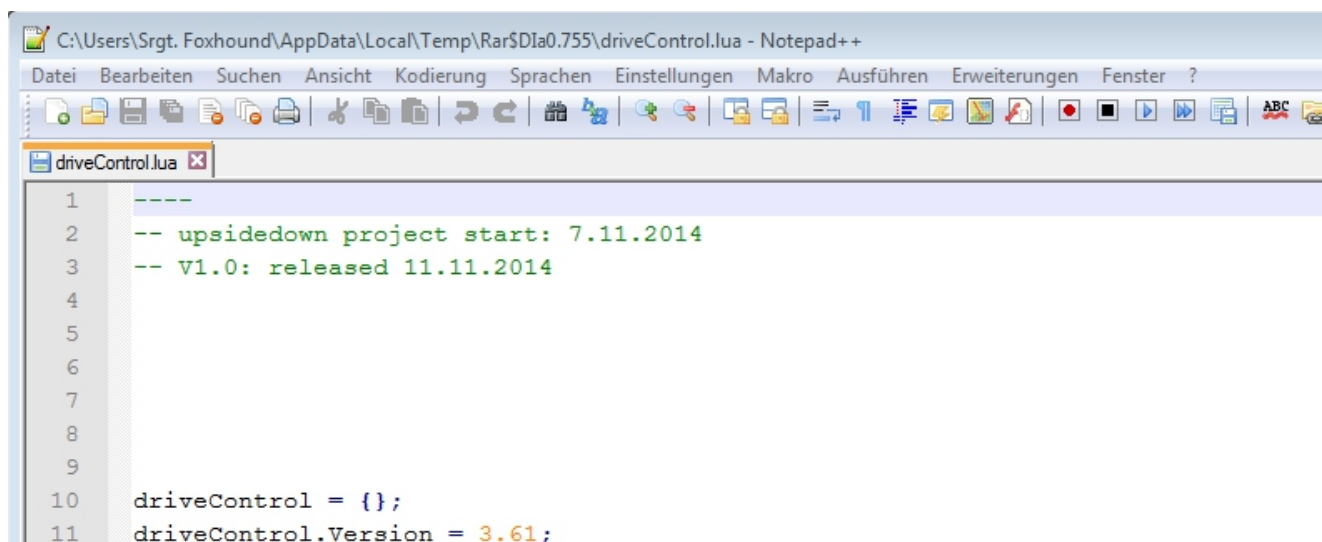 C:\Users\Srgt. Foxhound\AppData\Local\Temp\Rar$DIa0.755\driveControl.lua - Notepad++
Datei Bearbeiten Suchen Ansicht Kodierung Sprachen Einstellungen Makro Ausführen Erweiterungen Fenster ?
ABC
driveControl.lua
1 ----
2 -- upsidedown project start: 7.11.2014
3 -- V1.0: released 11.11.2014
4
5
6
7
8
9
10 driveControl = {};
11 driveControl.Version = 3.61;